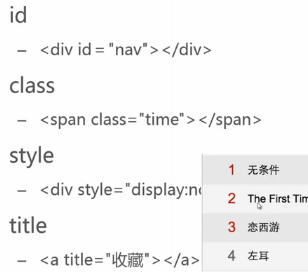 id
– <div id="nav"></div>
class
– <span class="time"></span>
style
– <div style="display:no
title
– <a title="收藏"></a>
1 无条件
2 The First Tim
3 恋西游
4 左耳